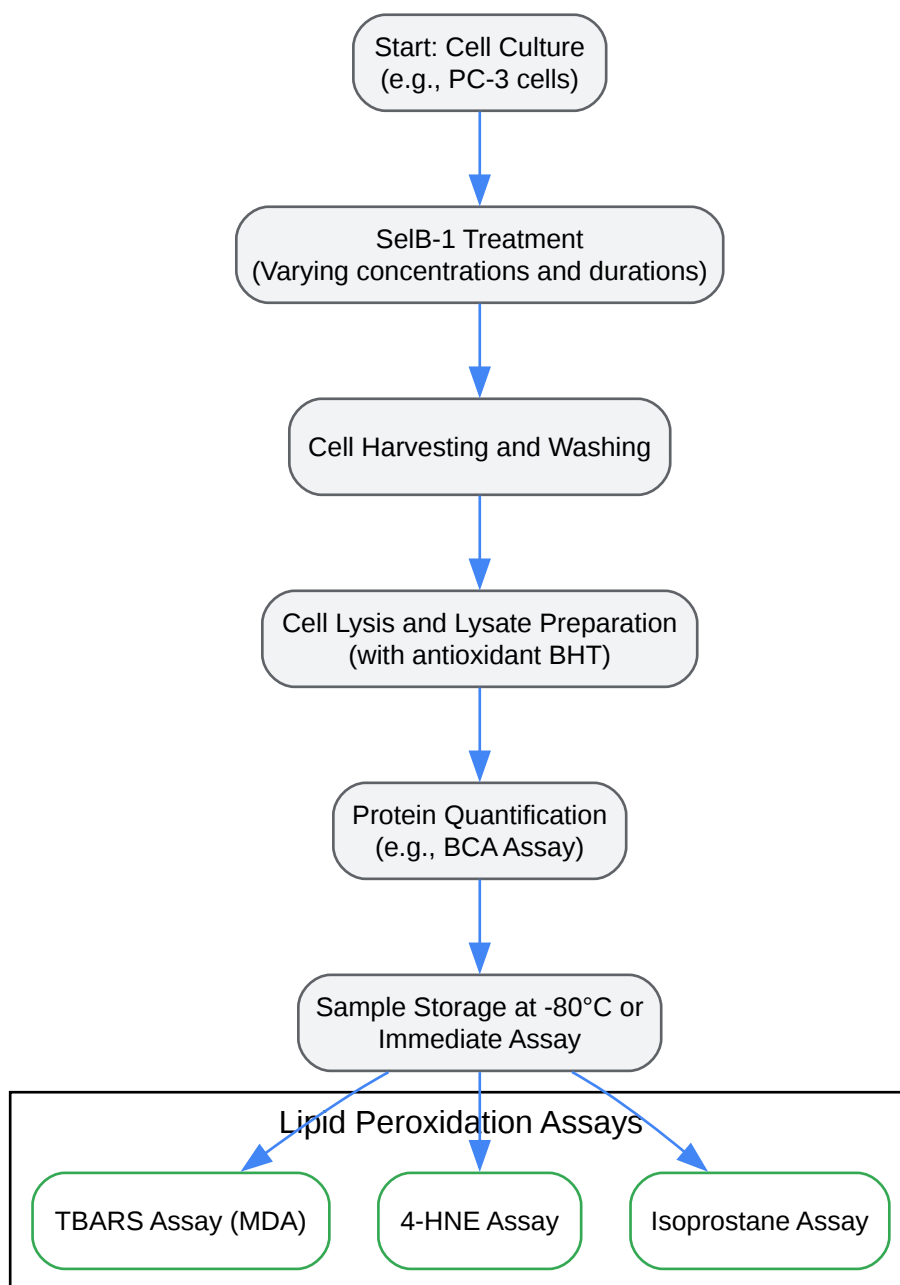 Start: Cell Culture
(e.g., PC-3 cells)
SelB-1 Treatment
(Varying concentrations and durations)
Cell Harvesting and Washing
Cell Lysis and Lysate Preparation
(with antioxidant BHT)
Protein Quantification
(e.g., BCA Assay)
Sample Storage at -80°C or
Immediate Assay
Lipid Peroxidation Assays
TBARS Assay (MDA)
4-HNE Assay
Isoprostane Assay